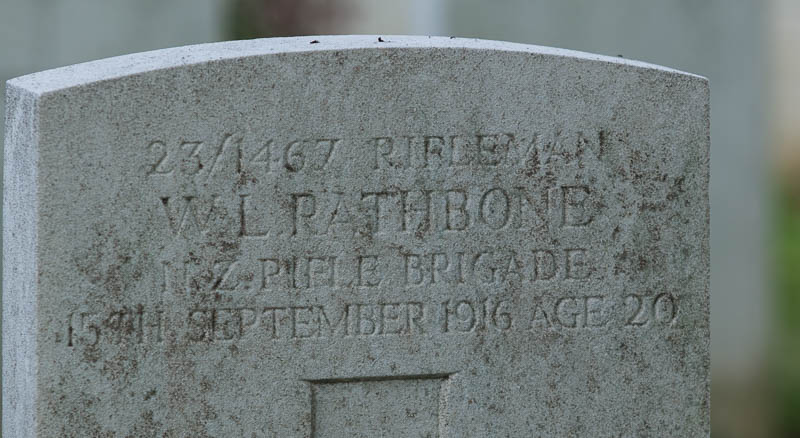 23/1467 RIFLEMAN
W. L. RATHBONE
N.Z. RIFLE BRIGADE
15TH SEPTEMBER 1916 AGE 20